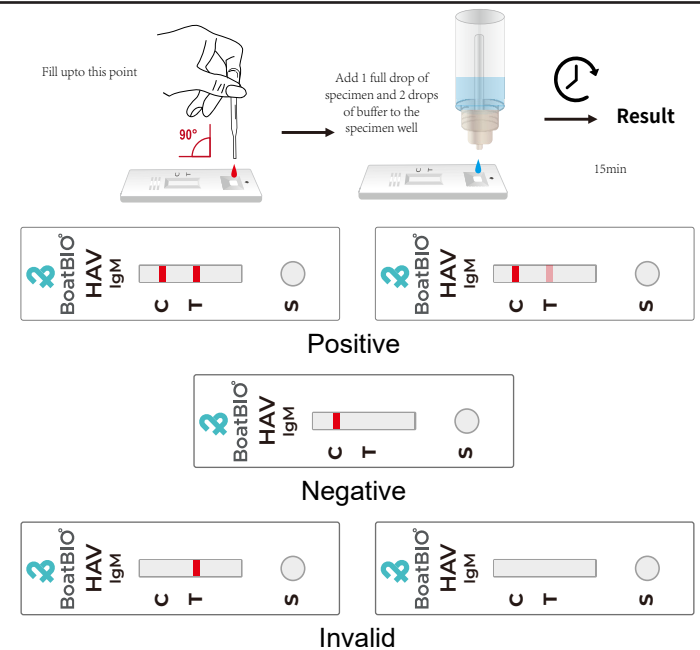 Fill upto this point
90°
C T
Add 1 full drop of
specimen and 2 drops
of buffer to the
specimen well
C T
Result
15min
BoatBIO
HAV
IgM
C T S
BoatBIO
HAV
IgM
C T S
Positive
BoatBIO
HAV
IgM
C T S
Negative
BoatBIO
HAV
IgM
C T S
BoatBIO
HAV
IgM
C T S
Invalid